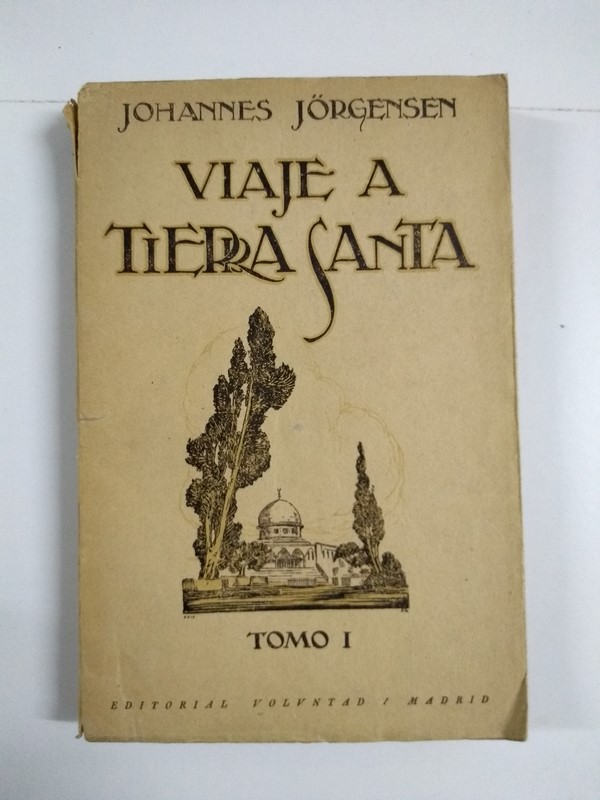 JOHANNES JÖRGENSEN
VIAJE A
TIERRA SANTA
TOMO I
EDITORIAL VOLVNTAD / MADRID